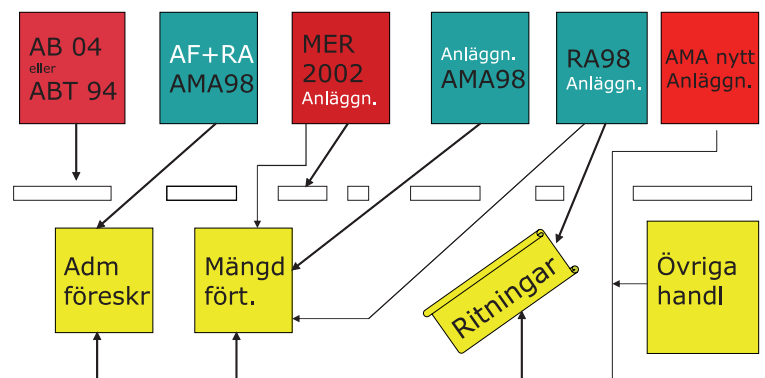 AB 04
eller
ABT 94
AF+RA
AMA98
MER
2002
Anläggn.
Anläggn.
AMA98
RA98
Anläggn.
AMA nytt
Anläggn.
Adm
föreskr
Mängd
fört.
Ritningar
Övriga
handl